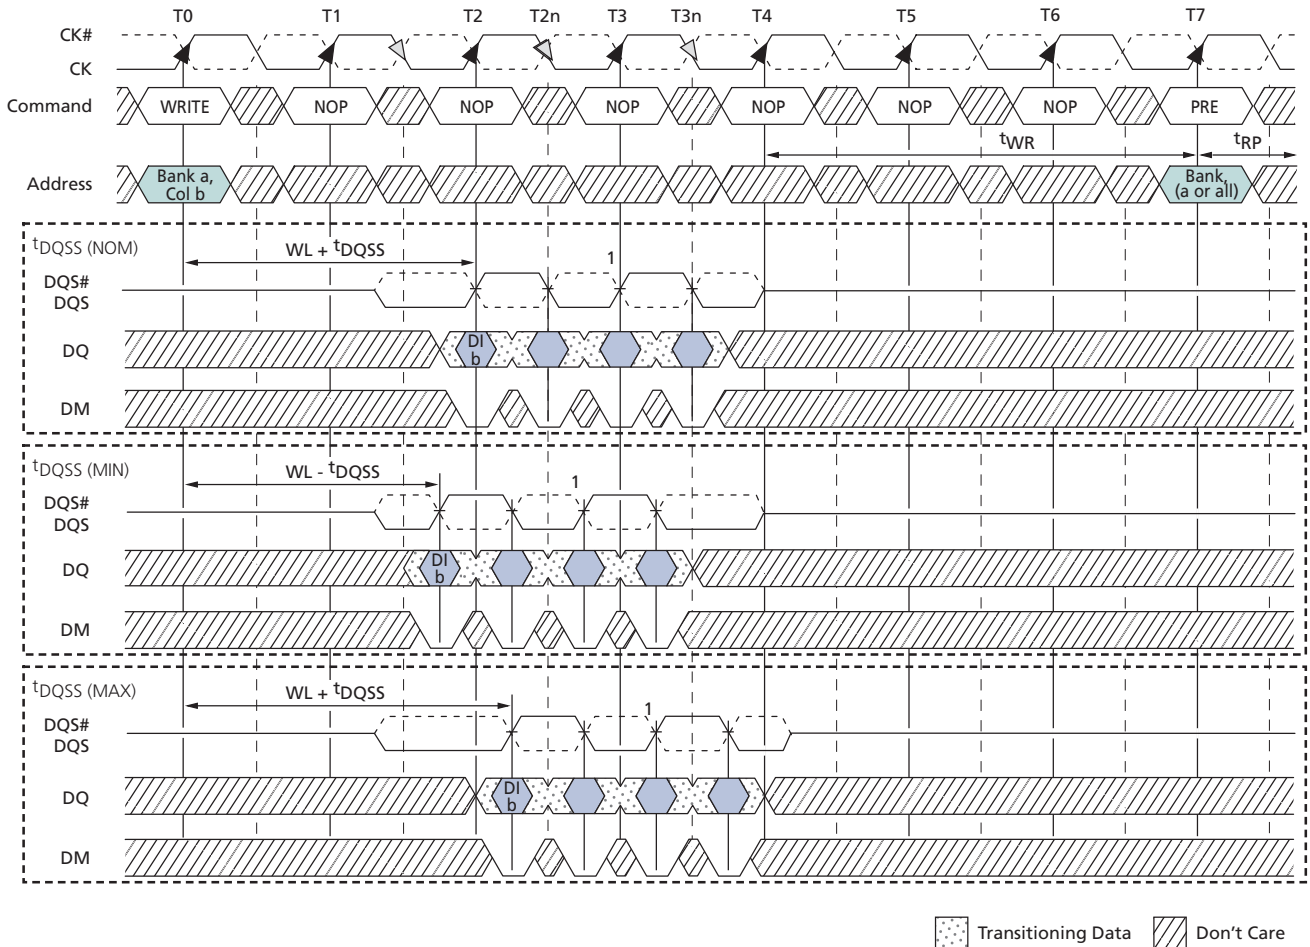 T0 T1 T2 T2n T3 T3n T4 T5 T6 T7
CK#
CK
Command WRITE NOP NOP NOP NOP NOP NOP PRE
tWR tRP
Address Bank a, Col b Bank, (a or all)
tDQSS (NOM)
WL + tDQSS 1
DQS#
DQS
DQ DI b
DM
tDQSS (MIN)
WL - tDQSS 1
DQS#
DQS
DQ DI b
DM
tDQSS (MAX)
WL + tDQSS 1
DQS#
DQS
DQ DI b
DM
Transitioning Data Don't Care